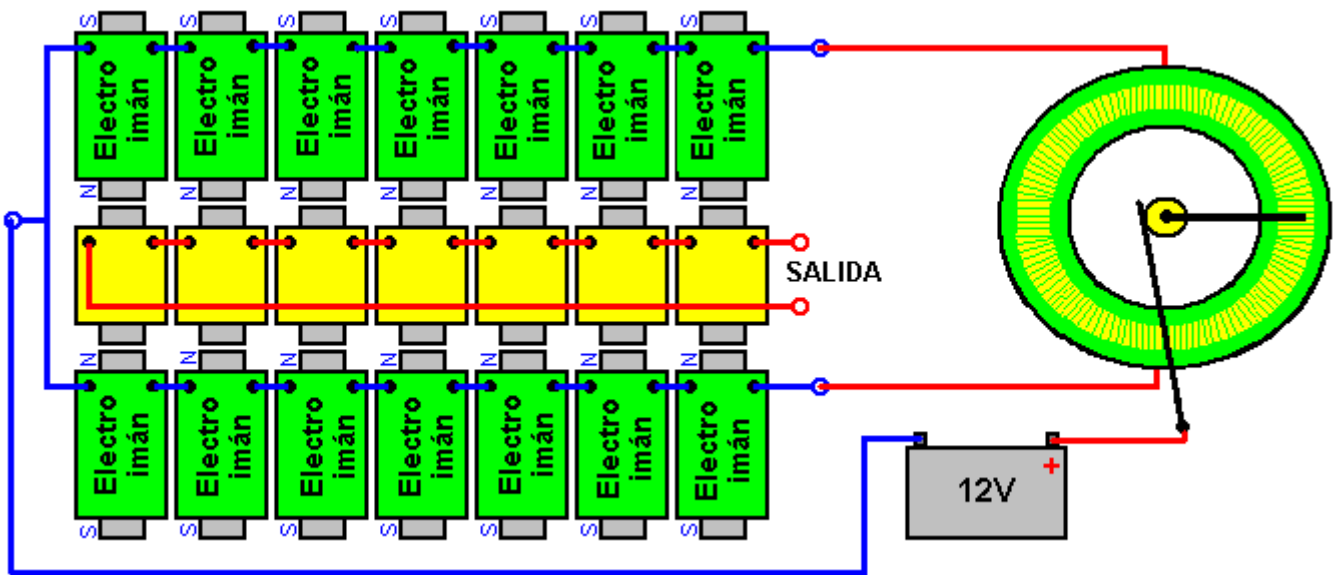 S S S S S S S
Electro Electro Electro Electro Electro Electro Electro
imán imán imán imán imán imán imán
N N N N N N N
SALIDA
N N N N N N N
Electro Electro Electro Electro Electro Electro Electro
imán imán imán imán imán imán imán
S S S S S S S
+
12V